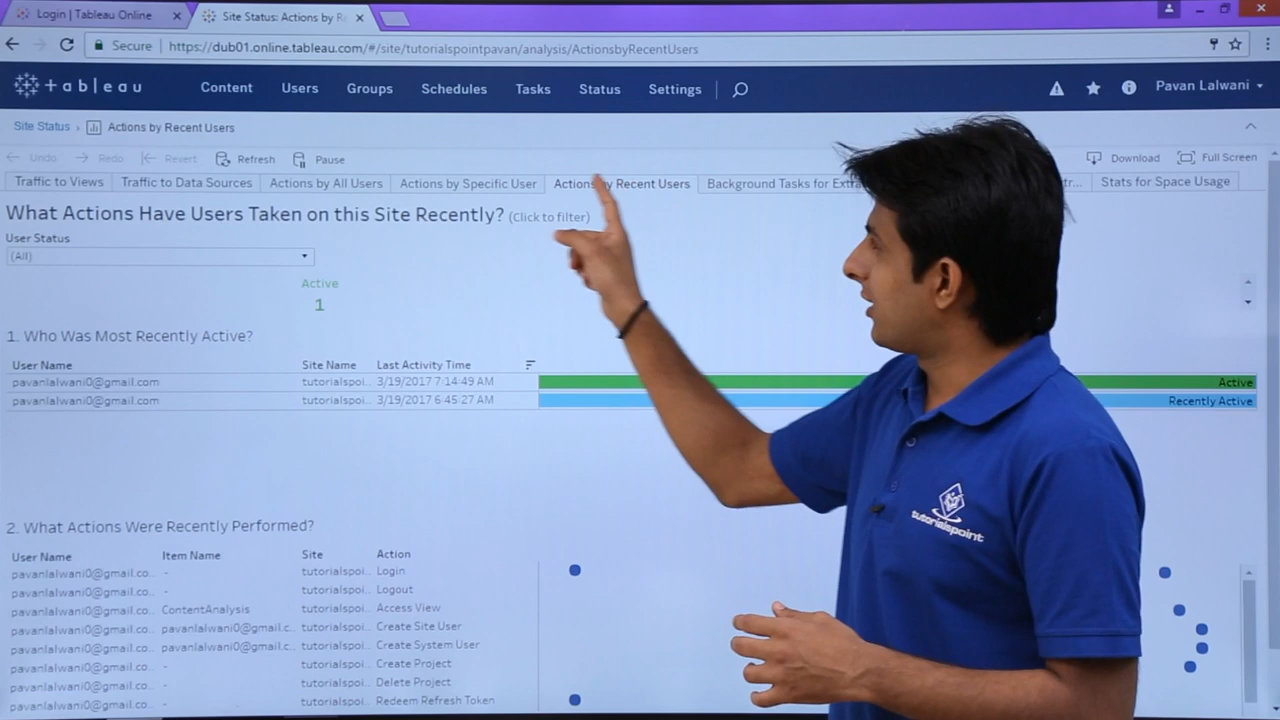 Login | Tableau Online
Site Status: Actions by R
Secure
https://dub01.online.tableau.com/#/site/tutorialspointpavan/analysis/ActionsbyRecentUsers
+ a b l e a u
Content
Users
Groups
Schedules
Tasks
Status
Settings
Pavan Lalwani
Site Status
Actions by Recent Users
Undo
Redo
Revert
Refresh
Pause
Download
Full Screen
Traffic to Views
Traffic to Data Sources
Actions by All Users
Actions by Specific User
Actions by Recent Users
Background Tasks for Extra
tr...
Stats for Space Usage
What Actions Have Users Taken on this Site Recently? (Click to filter)
User Status
(All)
Active
1
1. Who Was Most Recently Active?
User Name Site Name Last Activity Time
pavanlalwani0@gmail.com tutorialspoi.. 3/19/2017 7:14:49 AM Active
pavanlalwani0@gmail.com tutorialspoi.. 3/19/2017 6:45:27 AM Recently Active
2. What Actions Were Recently Performed?
User Name Item Name Site Action
pavanlalwani0@gmail.co.. - tutorialspoi.. Login
pavanlalwani0@gmail.co.. - tutorialspoi.. Logout
pavanlalwani0@gmail.co.. ContentAnalysis tutorialspoi.. Access View
pavanlalwani0@gmail.co.. pavanlalwani0@gmail.c.. tutorialspoi.. Create Site User
pavanlalwani0@gmail.co.. pavanlalwani0@gmail.c.. tutorialspoi.. Create System User
pavanlalwani0@gmail.co.. - tutorialspoi.. Create Project
pavanlalwani0@gmail.co.. - tutorialspoi.. Delete Project
pavanlalwani0@gmail.co.. - tutorialspoi.. Redeem Refresh Token
tutorialspoint